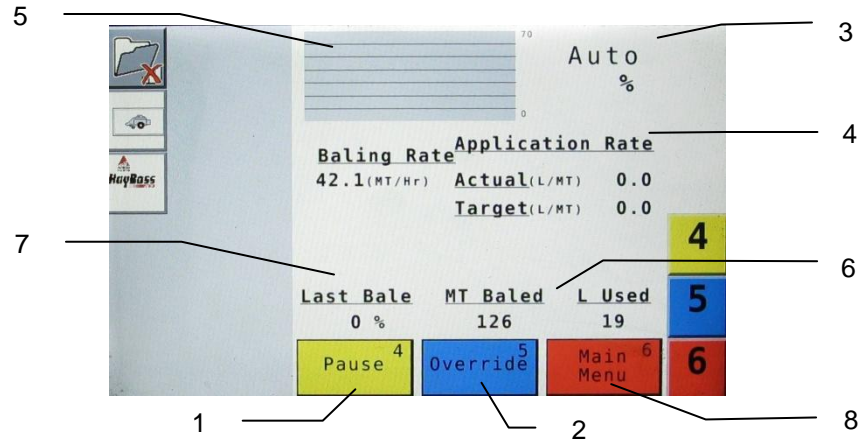 5
3
70
Auto
%
0
4
Application Rate
Baling Rate
42.1(MT/Hr) Actual(L/MT) 0.0
Target(L/MT) 0.0
HayBoss
4
7
6
Last Bale MT Baled L Used
0 % 126 19
5
Pause 4 Override 5 Main Menu 6
6
1
2
8